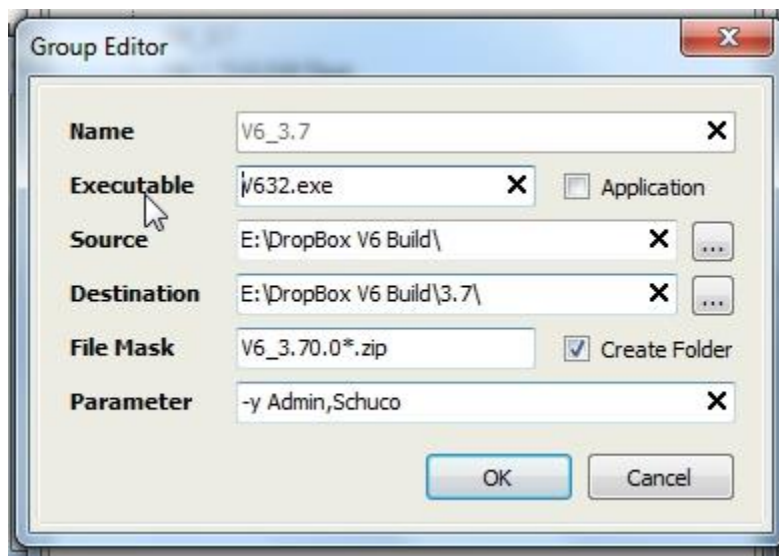 Group Editor
Name V6_3.7
Executable V632.exe Application
Source E:\DropBox V6 Build\ ...
Destination E:\DropBox V6 Build\3.7\ ...
File Mask V6_3.70.0*.zip Create Folder
Parameter -y Admin,Schuco
OK Cancel